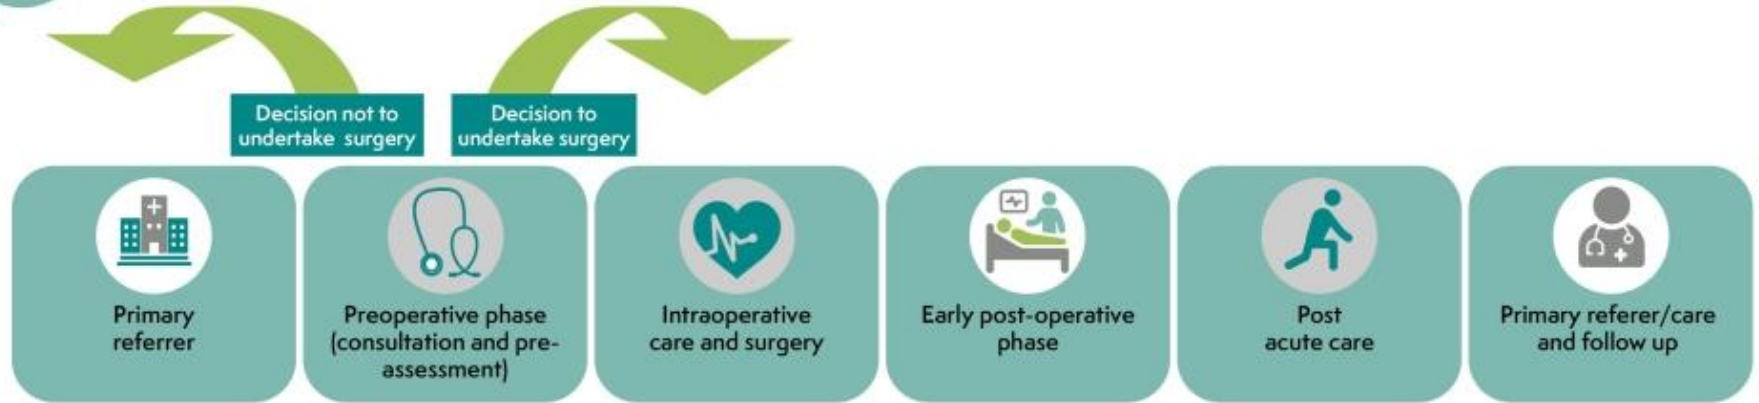 Decision not to
undertake surgery
Decision to
undertake surgery
Primary
referrer
Preoperative phase
(consultation and pre-
assessment)
Intraoperative
care and surgery
Early post-operative
phase
Post
acute care
Primary referer/care
and follow up